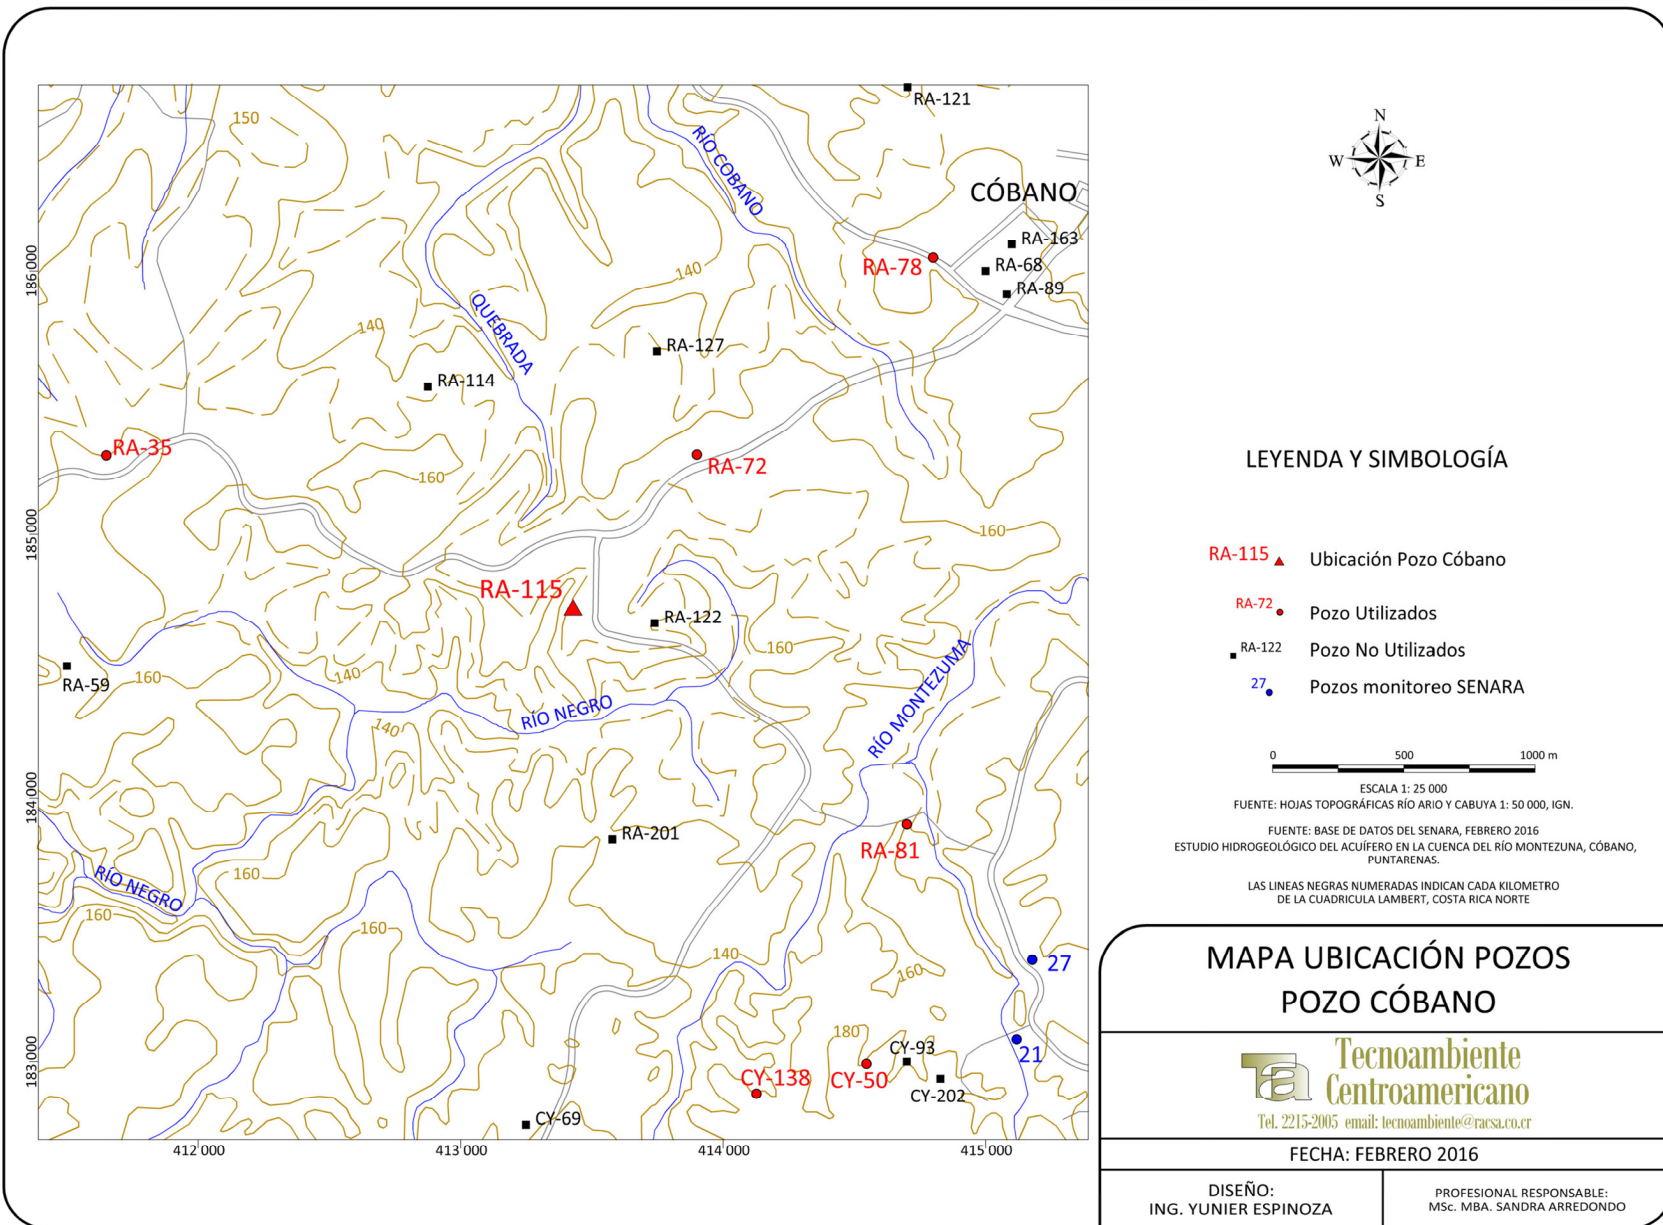 RA-121
150
RÍO COBANO
CÓBANO
RA-163
RA-78
RA-68
140
RA-89
186'000
QUEBRADA
140
RA-127
RA-114
RA-35
RA-72
160
185'000
160
RA-115
RA-122
160
RÍO MONTEZUMA
RA-59
160
140
RÍO NEGRO
140
184'000
RA-201
RA-81
RÍO NEGRO
160
160
160
140
27
160
180
183'000
CY-93
21
CY-138
CY-50
CY-202
CY-69
412'000
413'000
414'000
415'000
N
W
E
S
LEYENDA Y SIMBOLOGÍA
RA-115 Ubicación Pozo Cóbano
RA-72 Pozo Utilizados
RA-122 Pozo No Utilizados
27 Pozos monitoreo SENARA
0 500 1000 m
ESCALA 1: 25 000
FUENTE: HOJAS TOPOGRÁFICAS RÍO ARIO Y CABUYA 1: 50 000, IGN.
FUENTE: BASE DE DATOS DEL SENARA, FEBRERO 2016
ESTUDIO HIDROGEOLÓGICO DEL ACUÍFERO EN LA CUENCA DEL RÍO MONTEZUNA, CÓBANO,
PUNTARENAS.
LAS LINEAS NEGRAS NUMERADAS INDICAN CADA KILOMETRO
DE LA CUADRICULA LAMBERT, COSTA RICA NORTE
MAPA UBICACIÓN POZOS
POZO CÓBANO
Ta
Tecnoambiente
Centroamericano
Tel. 2215-2005 email: tecnoambiente@racsa.co.cr
FECHA: FEBRERO 2016
DISEÑO:
ING. YUNIER ESPINOZA
PROFESIONAL RESPONSABLE:
MSc. MBA. SANDRA ARREDONDO